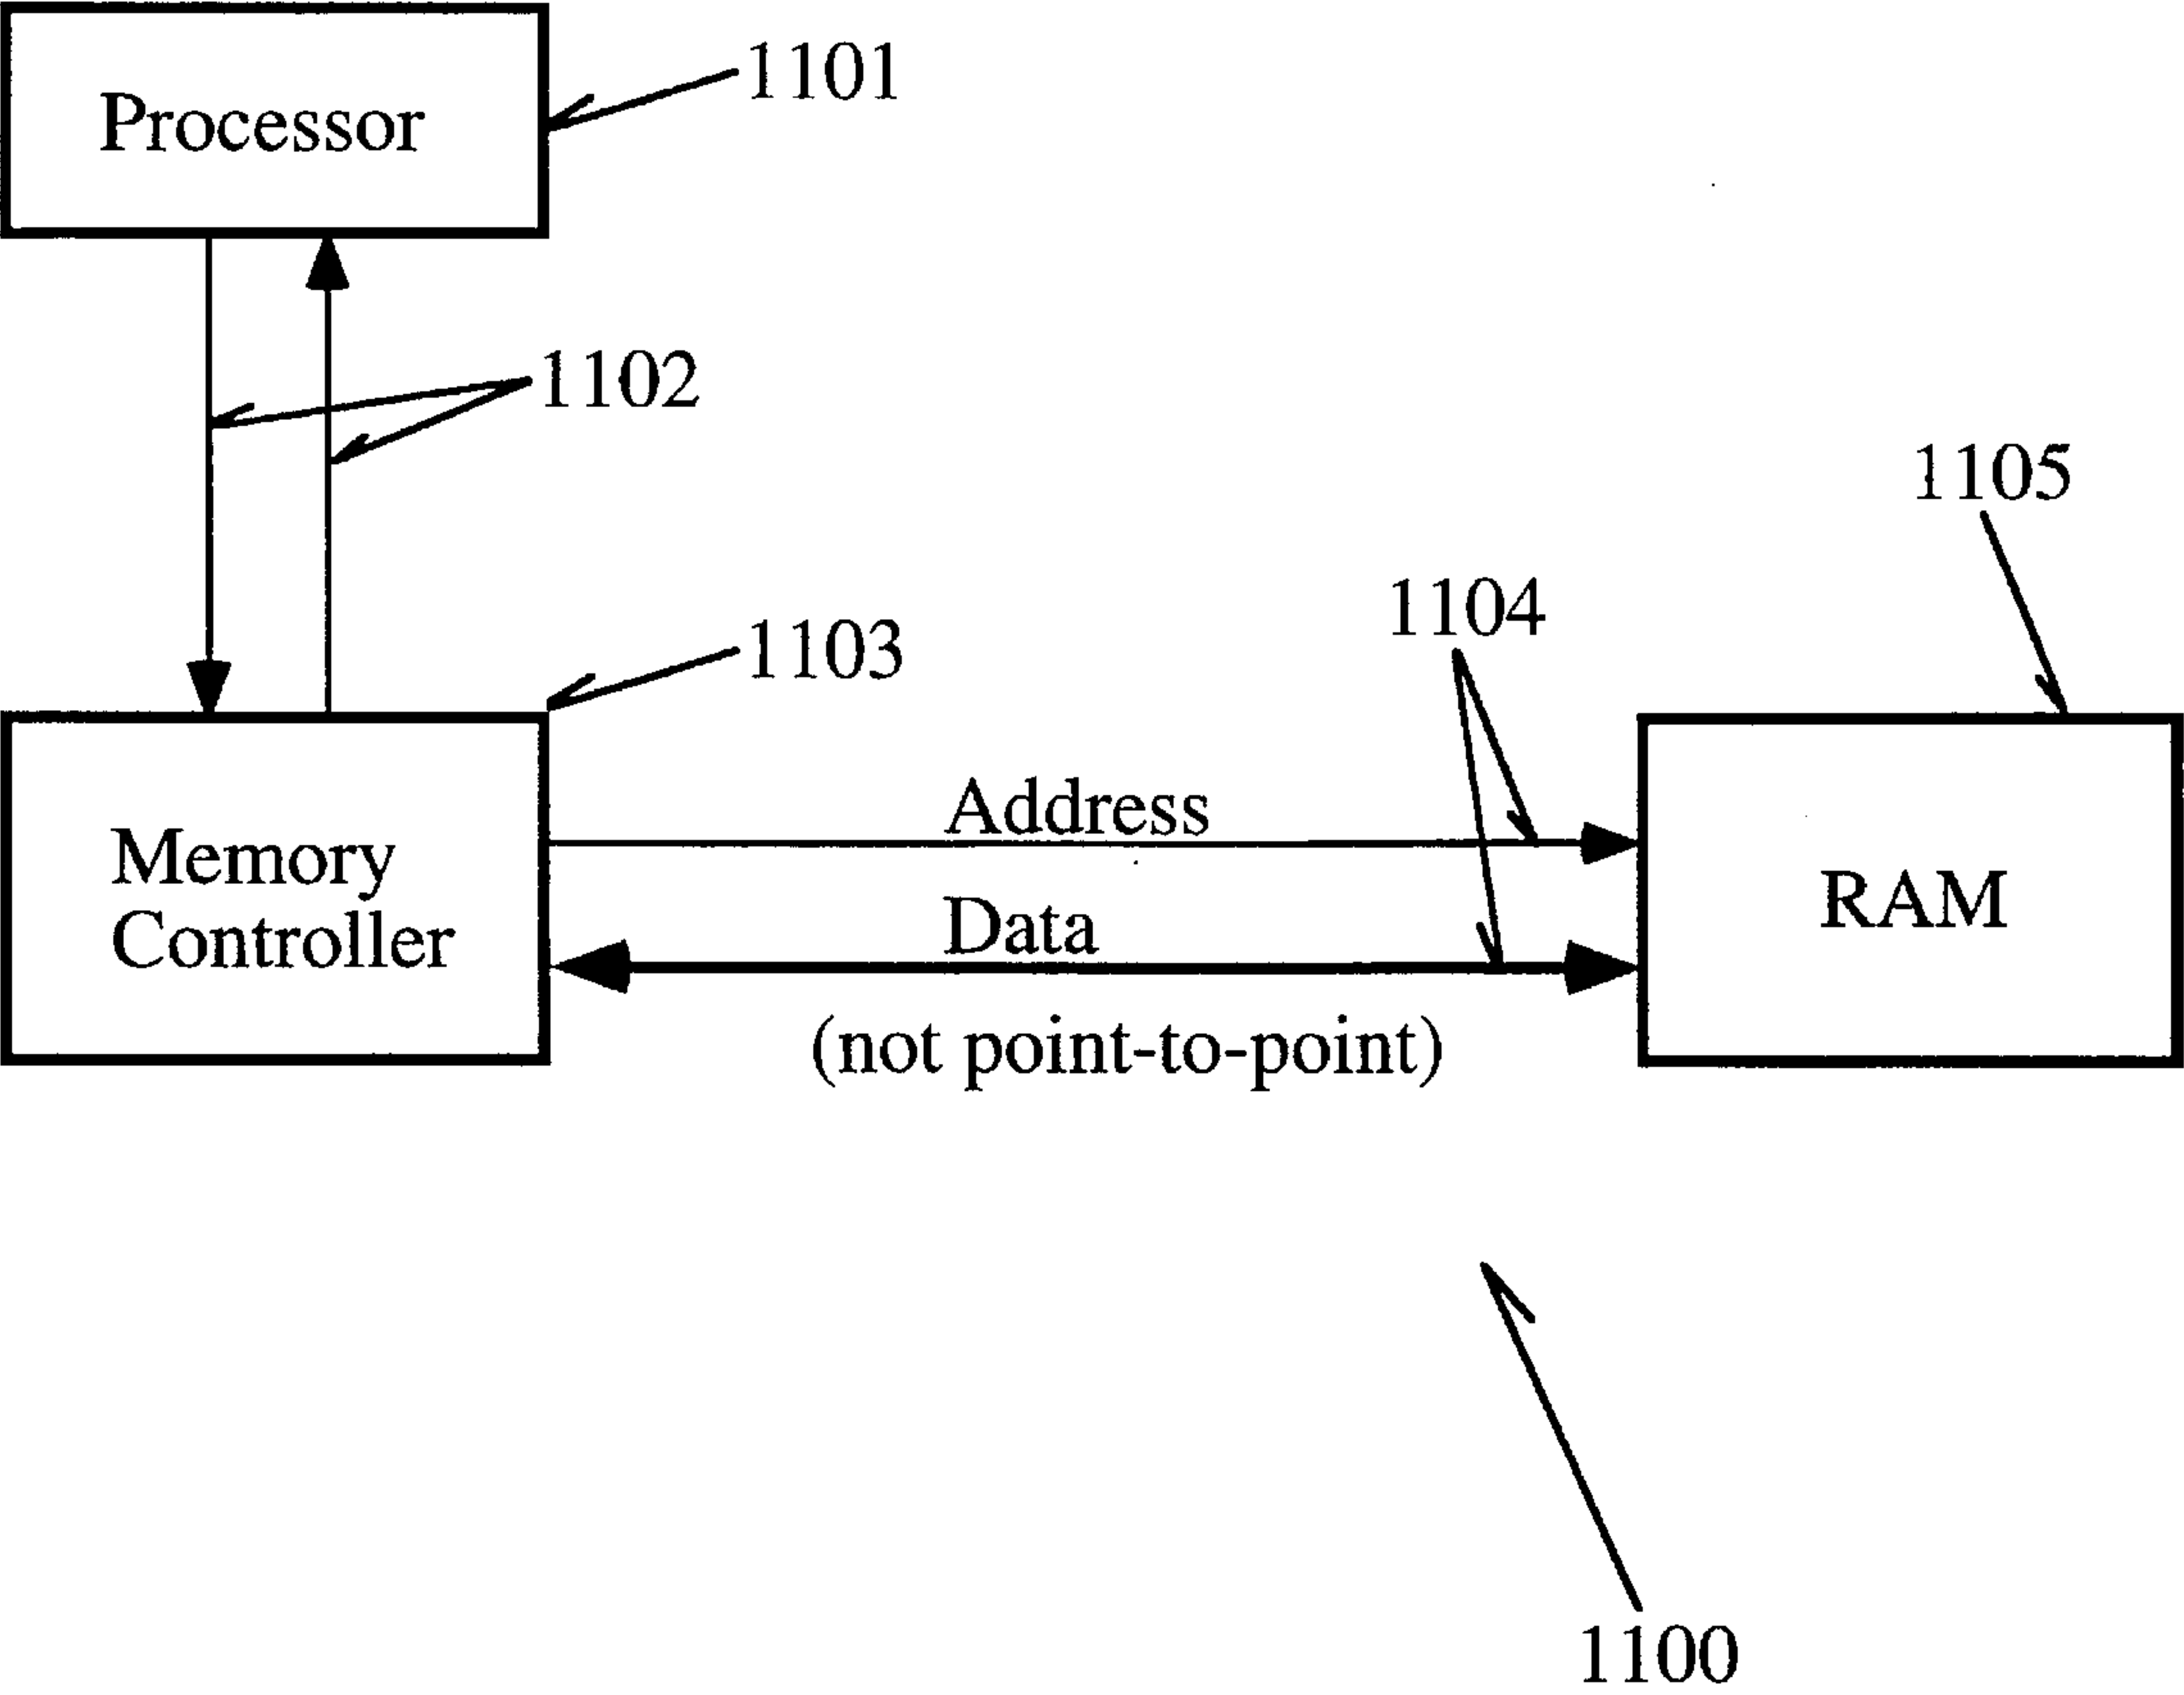 1101
Processor
1102
1105
1104
1103
Address
Memory
Controller
RAM
Data
(not point-to-point)
1100